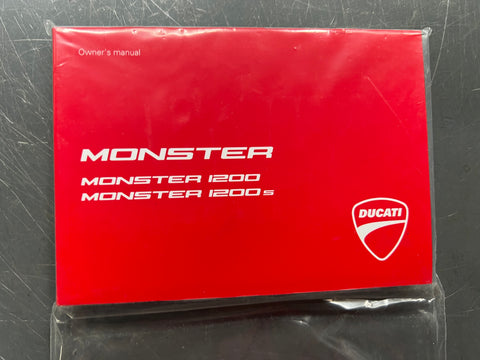 Owner's manual
MONSTER
MONSTER 1200
MONSTER 1200s
DUCATI